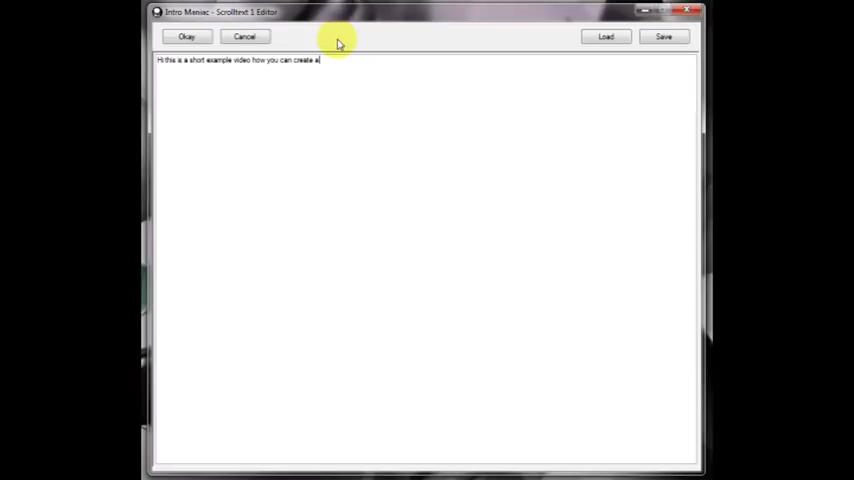 Intro Maniac - Scrolltext 1 Editor
Okay Cancel Load Save
Hi this is a short example video how you can create a